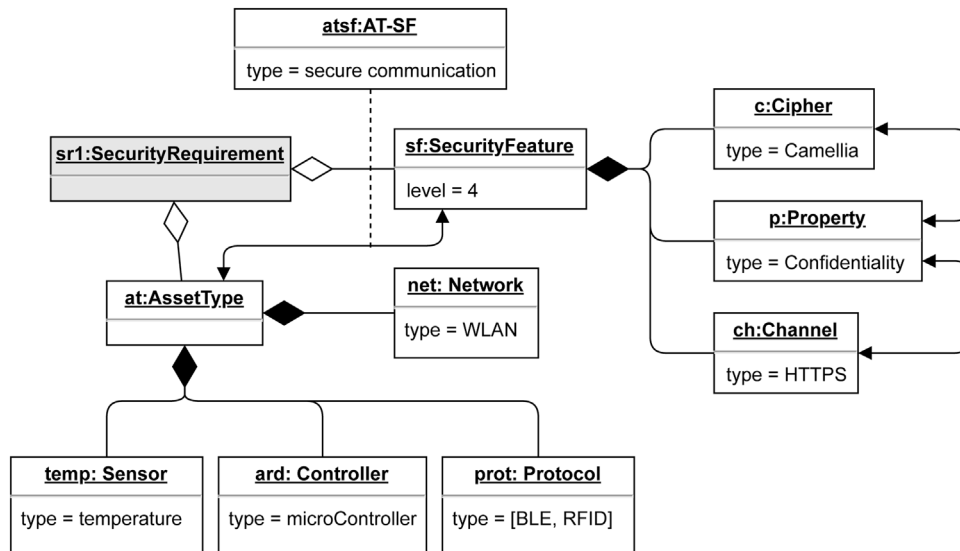 atsf:AT-SF
type = secure communication
c:Cipher
type = Camellia
sr1:SecurityRequirement
sf:SecurityFeature
level = 4
p:Property
type = Confidentiality
at:AssetType
net: Network
type = WLAN
ch:Channel
type = HTTPS
temp: Sensor
type = temperature
ard: Controller
type = microController
prot: Protocol
type = [BLE, RFID]